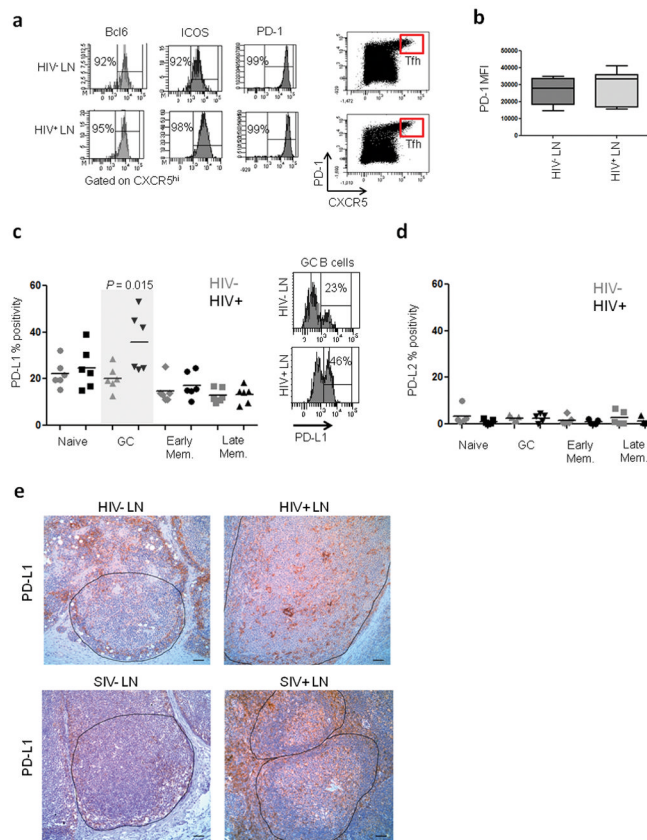 a
Bcl6 ICOS PD-1
HIV- LN 92% 92% 99%
HIV+ LN 95% 98% 99%
Gated on CXCR5hi
Tfh
Tfh
PD-1
CXCR5
b
PD-1 MFI
50000
40000
30000
20000
10000
0
HIV- LN
HIV+ LN
c
PD-L1 % positivity
60
40
20
0
P = 0.015
HIV-
HIV+
Naive GC Early Mem. Late Mem.
GC B cells
HIV- LN 23%
HIV+ LN 46%
PD-L1
d
PD-L2 % positivity
60
40
20
0
HIV-
HIV+
Naive GC Early Mem. Late Mem.
e
HIV- LN HIV+ LN
PD-L1
SIV- LN SIV+ LN
PD-L1